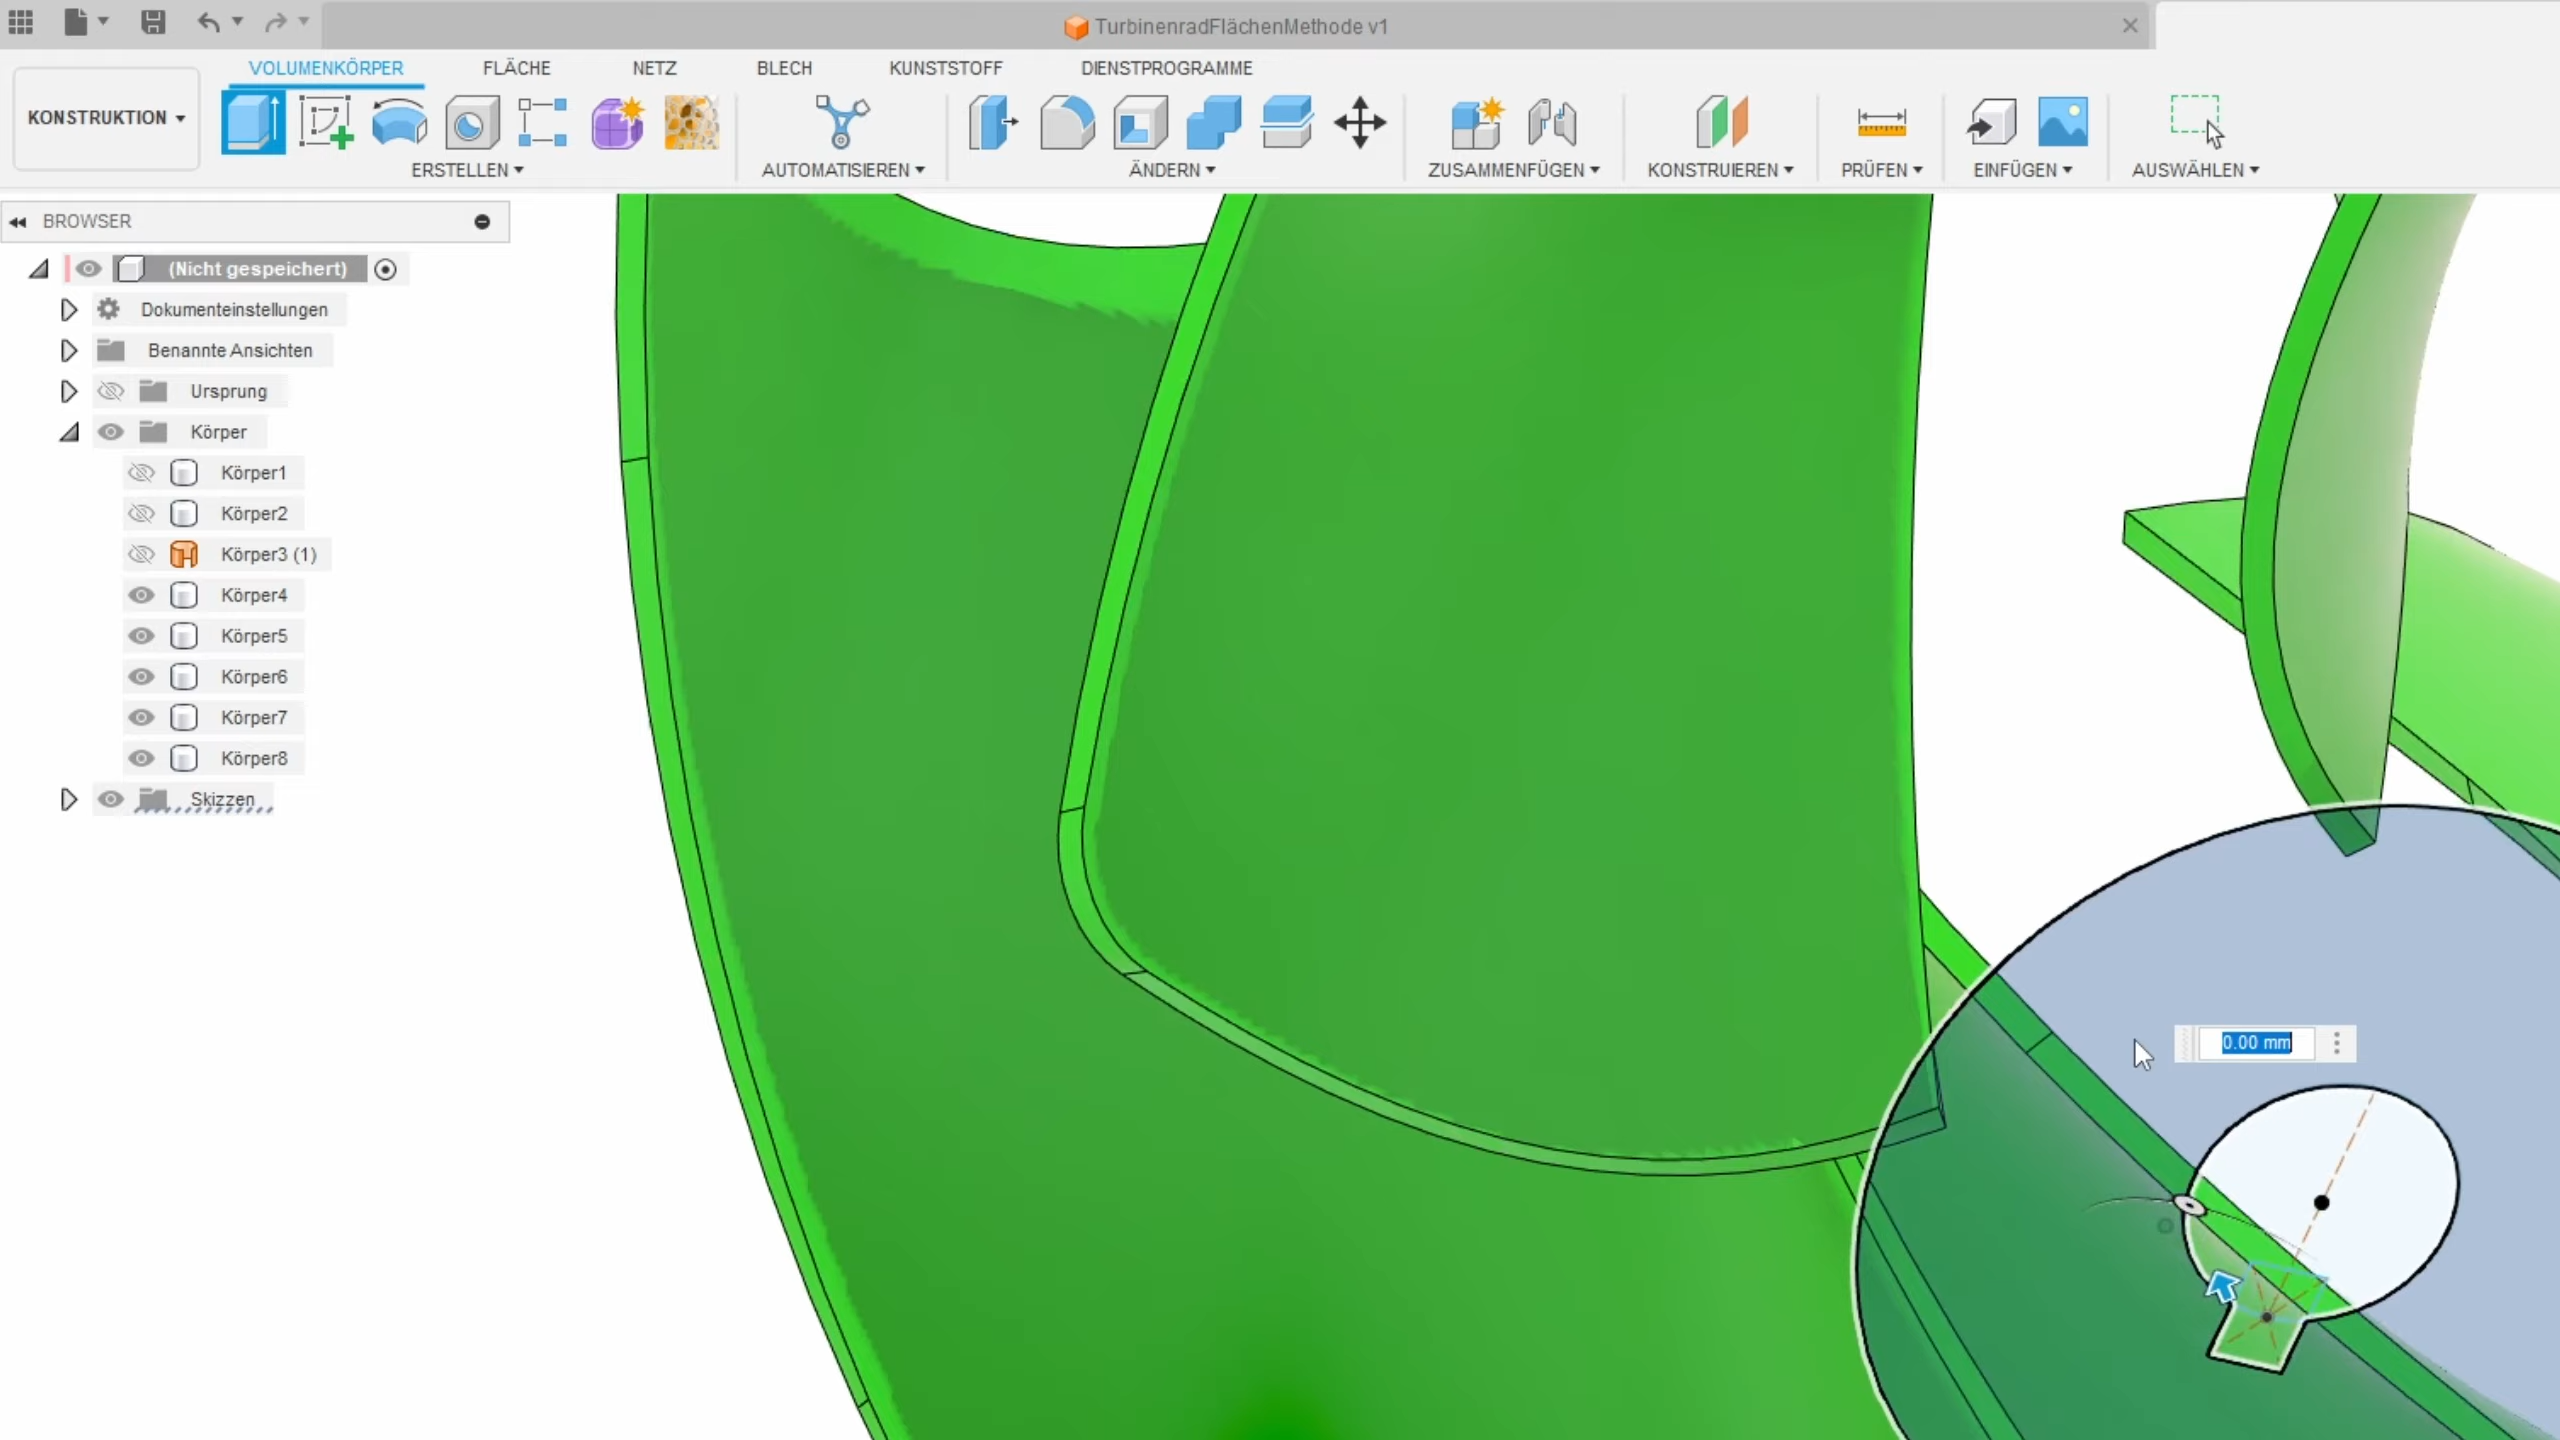 TurbinenradFlächenMethode v1
VOLUMENKÖRPER FLÄCHE NETZ BLECH KUNSTSTOFF DIENSTPROGRAMME
KONSTRUKTION
ERSTELLEN AUTOMATISIEREN ÄNDERN ZUSAMMENFÜGEN KONSTRUIEREN PRÜFEN EINFÜGEN AUSWÄHLEN
BROWSER
(Nicht gespeichert)
Dokumenteinstellungen
Benannte Ansichten
Ursprung
Körper
Körper1
Körper2
Körper3 (1)
Körper4
Körper5
Körper6
Körper7
Körper8
Skizzen
0.00 mm